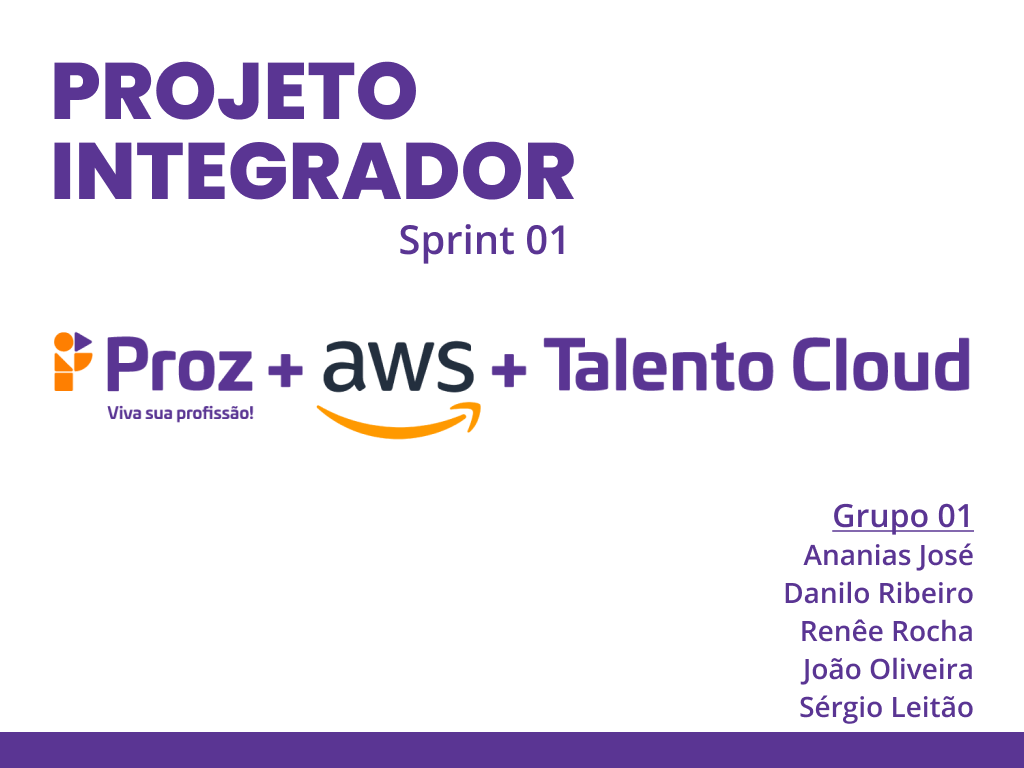 PROJETO
INTEGRADOR
Sprint 01
Proz + aws + Talento Cloud
Viva sua profissão!
Grupo 01
Ananias José
Danilo Ribeiro
Renêe Rocha
João Oliveira
Sérgio Leitão